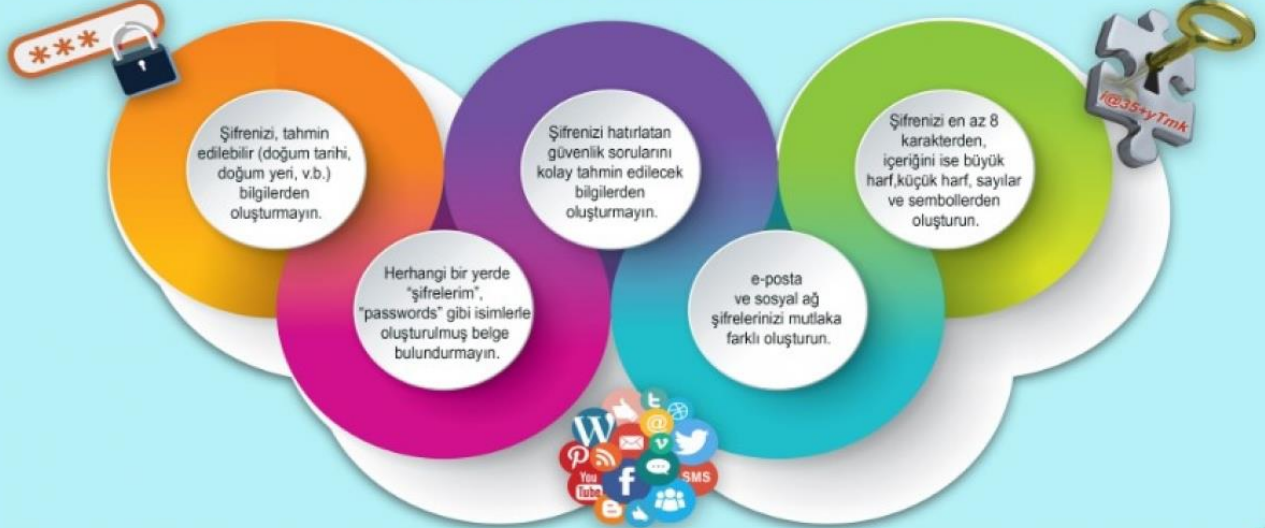 ***
Şifrenizi, tahmin
edilebilir (doğum tarihi,
doğum yeri, v.b.)
bilgilerden
oluşturmayın.
Herhangi bir yerde
“şifrelerim”,
“passwords” gibi isimlerle
oluşturulmuş belge
bulundurmayın.
Şifrenizi hatırlatan
güvenlik sorularını
kolay tahmin edilecek
bilgilerden
oluşturmayın.
e-posta
ve sosyal ağ
şifrelerinizi mutlaka
farklı oluşturun.
Şifrenizi en az 8
karakterden,
içeriğini ise büyük
harf,küçük harf, sayılar
ve sembollerden
oluşturun.
i@35+yTmk
You
Tube
SMS